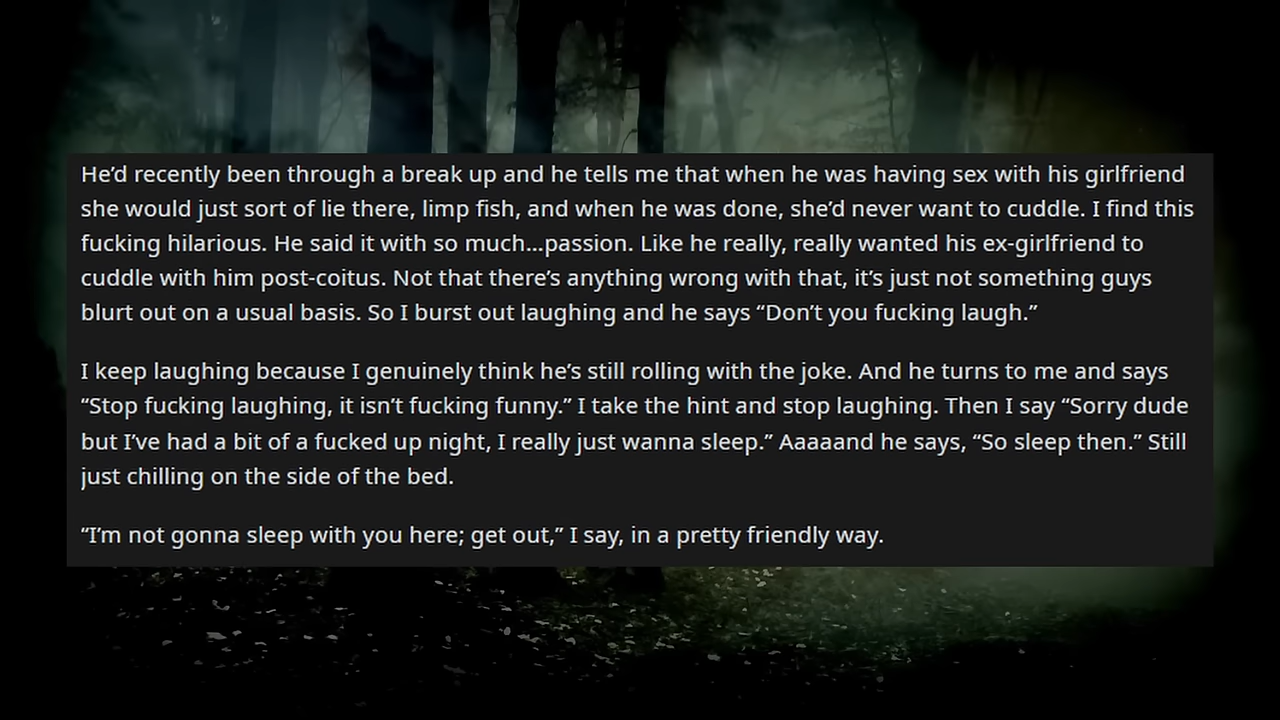 He’d recently been through a break up and he tells me that when he was having sex with his girlfriend
she would just sort of lie there, limp fish, and when he was done, she’d never want to cuddle. I find this
fucking hilarious. He said it with so much...passion. Like he really, really wanted his ex-girlfriend to
cuddle with him post-coitus. Not that there’s anything wrong with that, it’s just not something guys
blurt out on a usual basis. So I burst out laughing and he says “Don’t you fucking laugh.”
I keep laughing because I genuinely think he’s still rolling with the joke. And he turns to me and says
“Stop fucking laughing, it isn’t fucking funny.” I take the hint and stop laughing. Then I say “Sorry dude
but I’ve had a bit of a fucked up night, I really just wanna sleep.” Aaaaand he says, “So sleep then.” Still
just chilling on the side of the bed.
“I’m not gonna sleep with you here; get out,” I say, in a pretty friendly way.